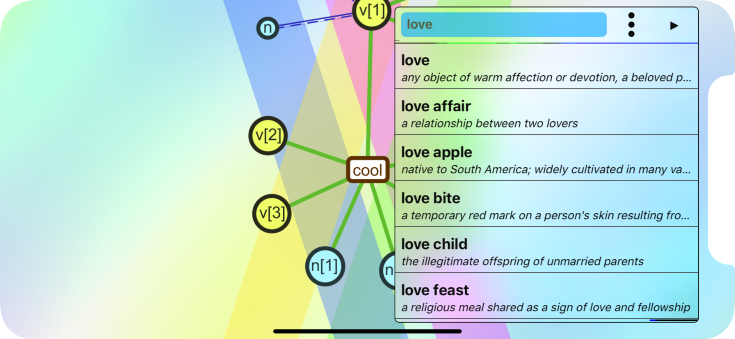 n
v[1]
v[2]
cool
v[3]
n[1]
n
love
love
any object of warm affection or devotion, a beloved p...
love affair
a relationship between two lovers
love apple
native to South America; widely cultivated in many va...
love bite
a temporary red mark on a person's skin resulting fro...
love child
the illegitimate offspring of unmarried parents
love feast
a religious meal shared as a sign of love and fellowship